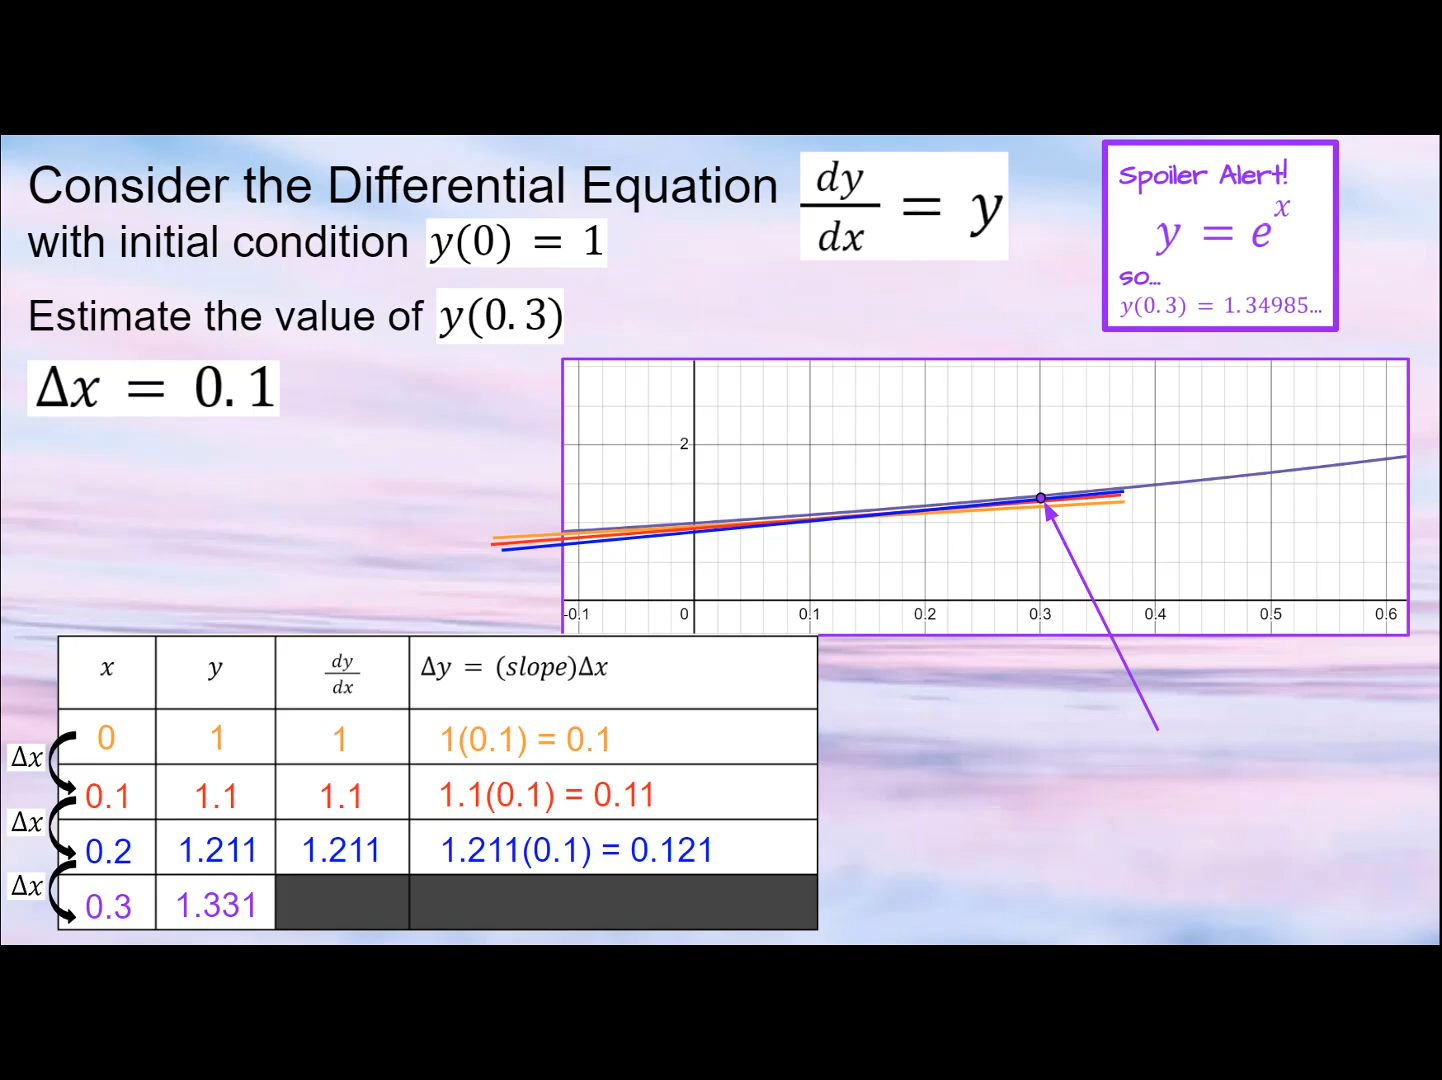 Consider the Differential Equation dy/dx = y
with initial condition y(0) = 1
Estimate the value of y(0.3)
Δx = 0.1
Spoiler Alert!
y = e^x
so...
y(0.3) = 1.34985...
2
-0.1 0 0.1 0.2 0.3 0.4 0.5 0.6
x y dy/dx Δy = (slope)Δx
0 1 1 1(0.1) = 0.1
Δx
0.1 1.1 1.1 1.1(0.1) = 0.11
Δx
0.2 1.211 1.211 1.211(0.1) = 0.121
Δx
0.3 1.331